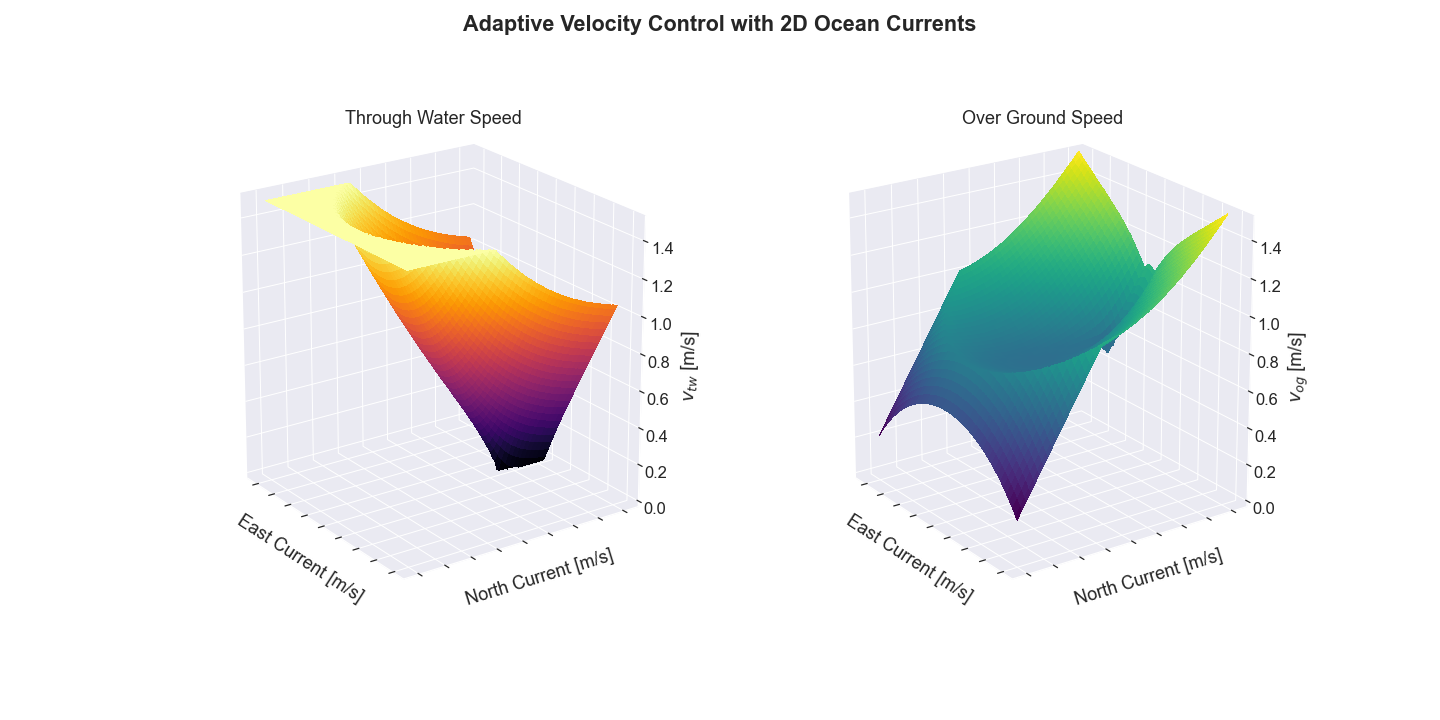 Adaptive Velocity Control with 2D Ocean Currents
Through Water Speed
1.4
1.2
1.0
0.8
0.6
0.4
0.2
0.0
v_tw [m/s]
East Current [m/s]
North Current [m/s]
Over Ground Speed
1.4
1.2
1.0
0.8
0.6
0.4
0.2
0.0
v_og [m/s]
East Current [m/s]
North Current [m/s]